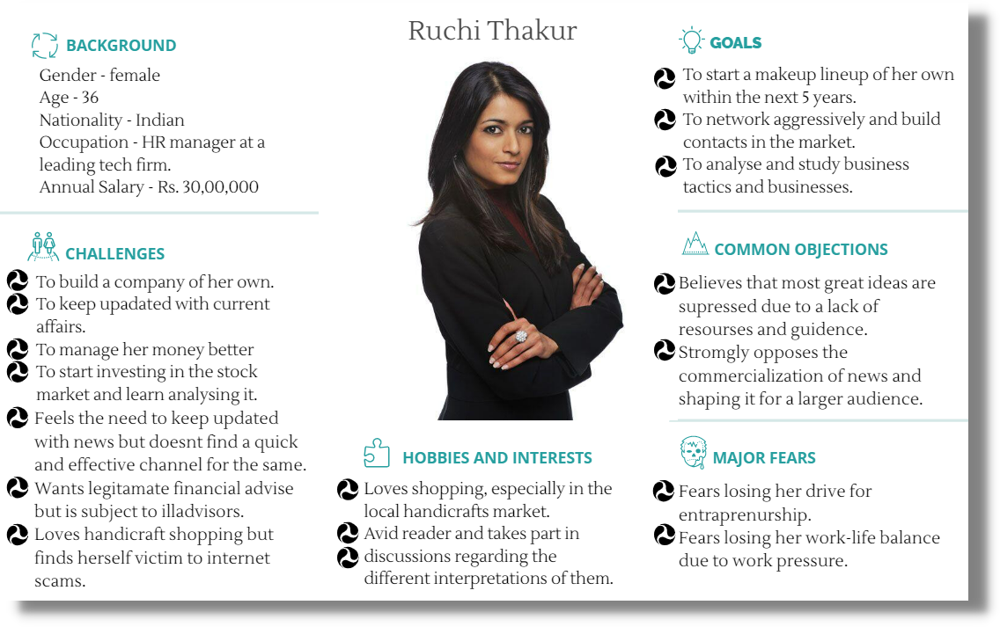 Ruchi Thakur
BACKGROUND
Gender - female
Age - 36
Nationality - Indian
Occupation - HR manager at a
leading tech firm.
Annual Salary - Rs. 30,00,000
CHALLENGES
To build a company of her own.
To keep upadated with current
affairs.
To manage her money better
To start investing in the stock
market and learn analysing it.
Feels the need to keep updated
with news but doesnt find a quick
and effective channel for the same.
Wants legitamate financial advise
but is subject to illadvisors.
Loves handicraft shopping but
finds herself victim to internet
scams.
HOBBIES AND INTERESTS
Loves shopping, especially in the
local handicrafts market.
Avid reader and takes part in
discussions regarding the
different interpretations of them.
GOALS
To start a makeup lineup of her own
within the next 5 years.
To network aggressively and build
contacts in the market.
To analyse and study business
tactics and businesses.
COMMON OBJECTIONS
Believes that most great ideas are
supressed due to a lack of
resourses and guidence.
Stromgly opposes the
commercialization of news and
shaping it for a larger audience.
MAJOR FEARS
Fears losing her drive for
entraprenurship.
Fears losing her work-life balance
due to work pressure.